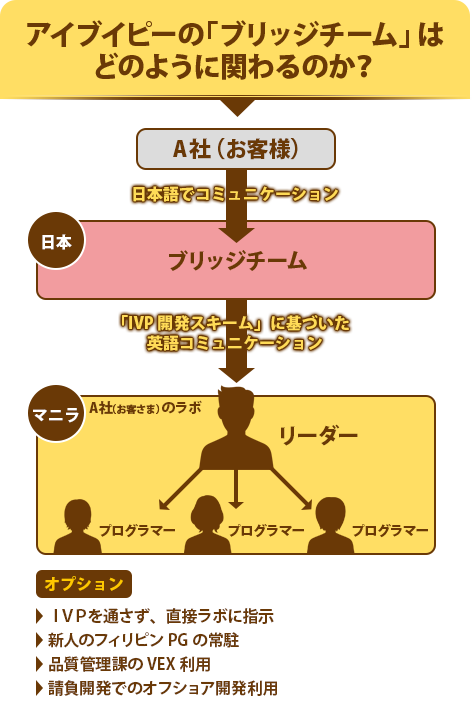 アイブイピーの「ブリッジチーム」は
どのように関わるのか?
A社（お客様）
日本語でコミュニケーション
日本
ブリッジチーム
「IVP 開発スキーム」に基づいた
英語コミュニケーション
マニラ
A社(お客さま)のラボ
リーダー
プログラマー
プログラマー
プログラマー
オプション
ＩＶＰを通さず、直接ラボに指示
新人のフィリピン PG の常駐
品質管理課の VEX 利用
請負開発でのオフショア開発利用